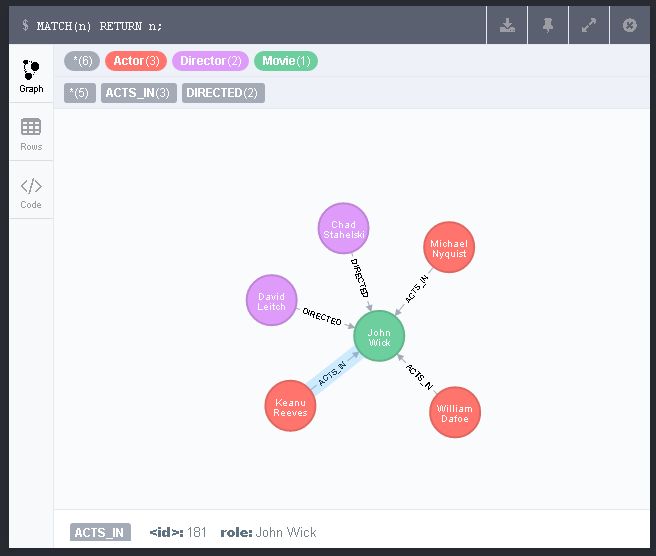 $ MATCH(n) RETURN n;
Graph
Rows
Code
*(6) Actor(3) Director(2) Movie(1)
*(5) ACTS_IN(3) DIRECTED(2)
Chad
Stahelski
Michael
Nyquist
DIRECTED
ACTS_IN
David
Leitch
DIRECTED
John
Wick
ACTS_IN
ACTS_IN
Keanu
Reeves
William
Dafoe
ACTS_IN <id>: 181 role: John Wick